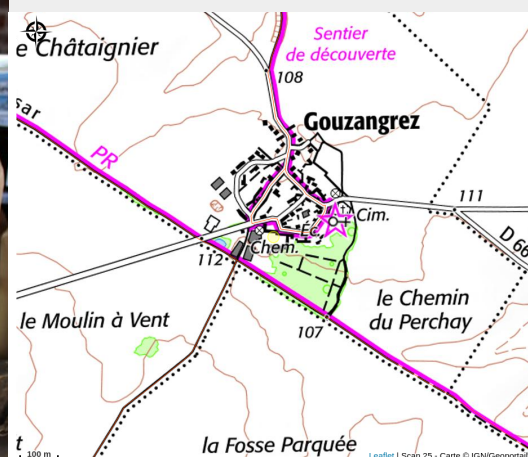 Sentier
de découverte
e Châtaignier
108
Gouzangrez
sar
PR
111
Cim.
Éc.
D 66
Chem.
112
le Chemin
du Perchay
le Moulin à Vent
107
t
la Fosse Parquée
100 m
Leaflet | Scan 25 - Carte © IGN/Geoportail